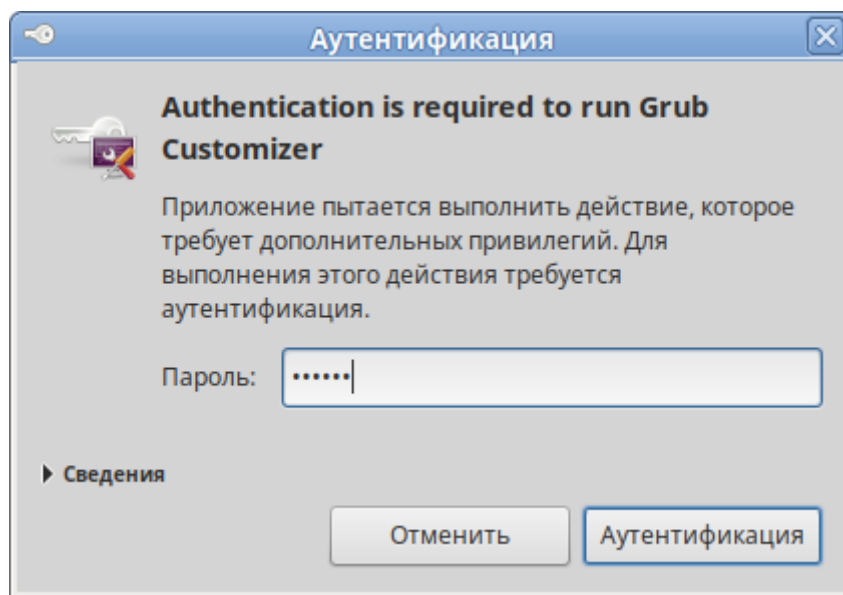 Аутентификация
Authentication is required to run Grub
Customizer
Приложение пытается выполнить действие, которое
требует дополнительных привилегий. Для
выполнения этого действия требуется
аутентификация.
Пароль: ••••••
Сведения
Отменить Аутентификация